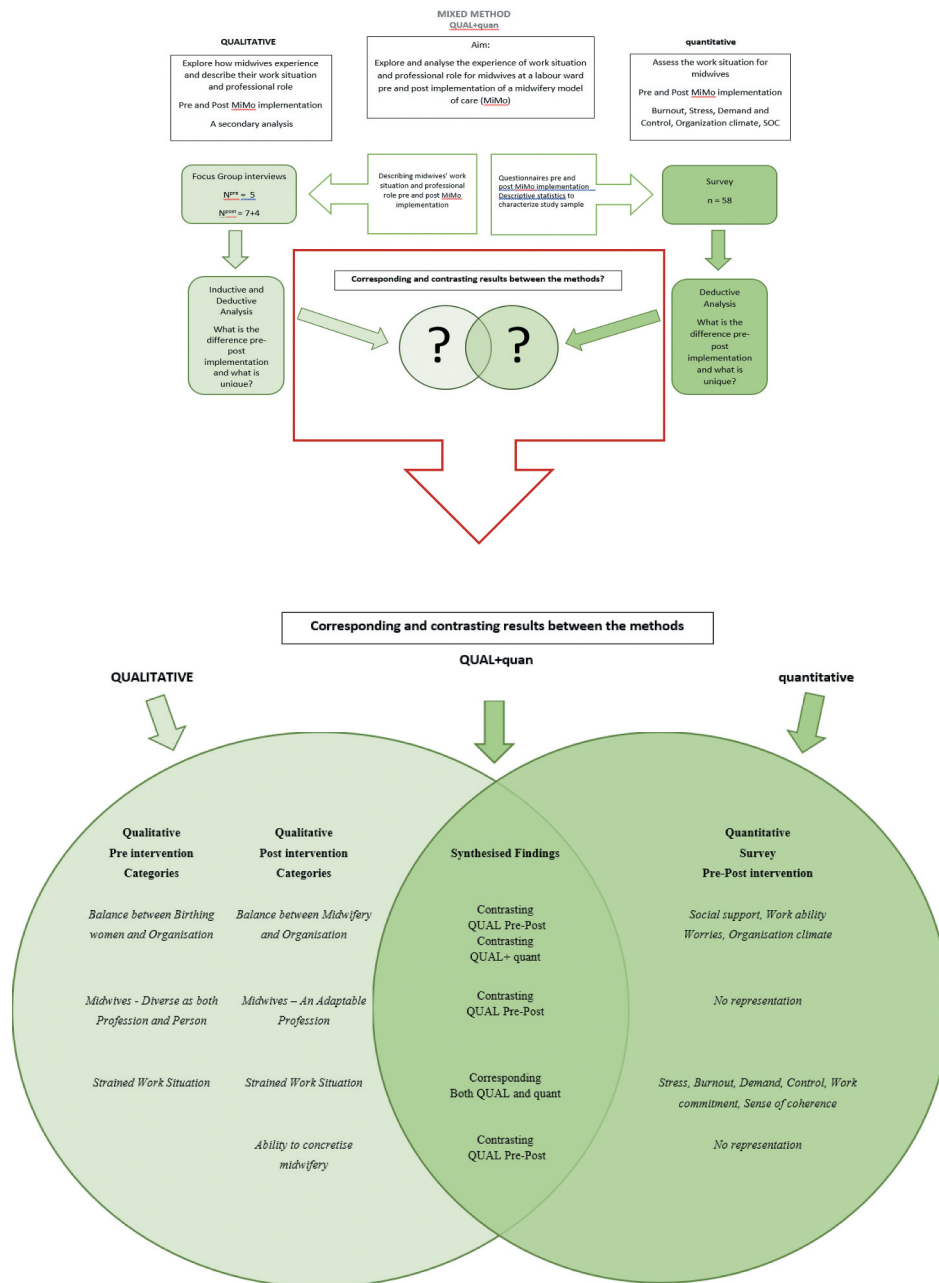 MIXED METHOD
QUAL+quan
QUALITATIVE
Explore how midwives experience
and describe their work situation
and professional role
Pre and Post MiMo implementation
A secondary analysis
Aim:
Explore and analyse the experience of work situation
and professional role for midwives at a labour ward
pre and post implementation of a midwifery model
of care (MiMo)
quantitative
Assess the work situation for
midwives
Pre and Post MiMo implementation
Burnout, Stress, Demand and
Control, Organization climate, SOC
Focus Group interviews
Npre = 5
Npost = 7+4
Describing midwives' work
situation and professional
role pre and post MiMo
implementation
Questionnaires pre and
post MiMo implementation
Descriptive statistics to
characterize study sample
Survey
n = 58
Inductive and
Deductive
Analysis
What is the
difference pre-
post
implementation
and what is
unique?
Corresponding and contrasting results between the methods?
?
?
Deductive
Analysis
What is the
difference pre-
post
implementation
and what is
unique?
Corresponding and contrasting results between the methods
QUAL+quan
QUALITATIVE
quantitative
Qualitative
Pre intervention
Categories
Qualitative
Post intervention
Categories
Synthesised Findings
Quantitative
Survey
Pre-Post intervention
Balance between Birthing
women and Organisation
Balance between Midwifery
and Organisation
Contrasting
QUAL Pre-Post
Contrasting
QUAL+ quant
Social support, Work ability
Worries, Organisation climate
Midwives - Diverse as both
Profession and Person
Midwives – An Adaptable
Profession
Contrasting
QUAL Pre-Post
No representation
Strained Work Situation
Strained Work Situation
Corresponding
Both QUAL and quant
Stress, Burnout, Demand, Control, Work
commitment, Sense of coherence
Ability to concretise
midwifery
Contrasting
QUAL Pre-Post
No representation